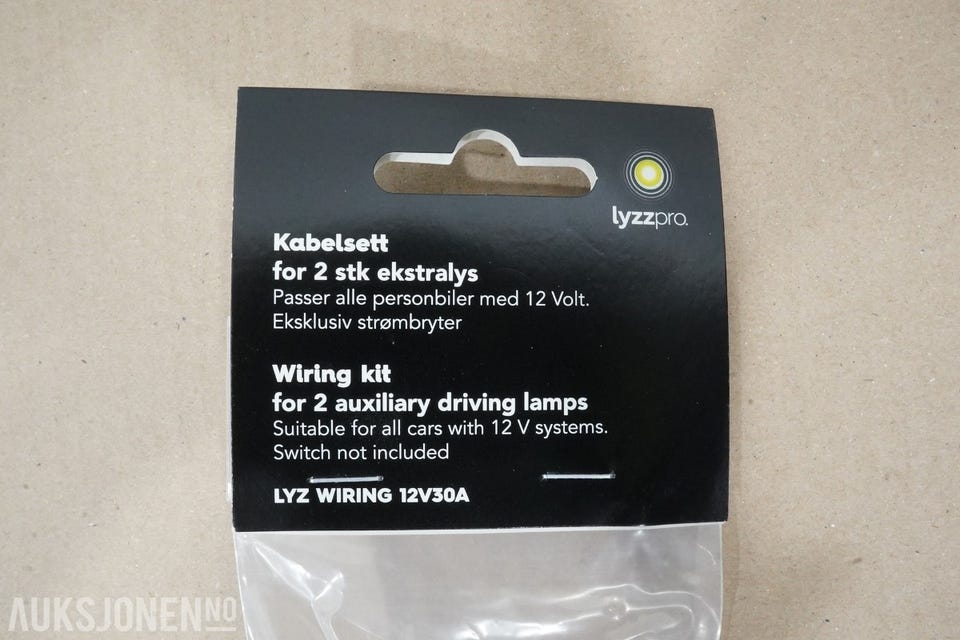 lyzzpro.
Kabelsett
for 2 stk ekstralys
Passer alle personbiler med 12 Volt.
Eksklusiv strømbryter
Wiring kit
for 2 auxiliary driving lamps
Suitable for all cars with 12 V systems.
Switch not included
LYZ WIRING 12V30A
AUKSJONEN.NO